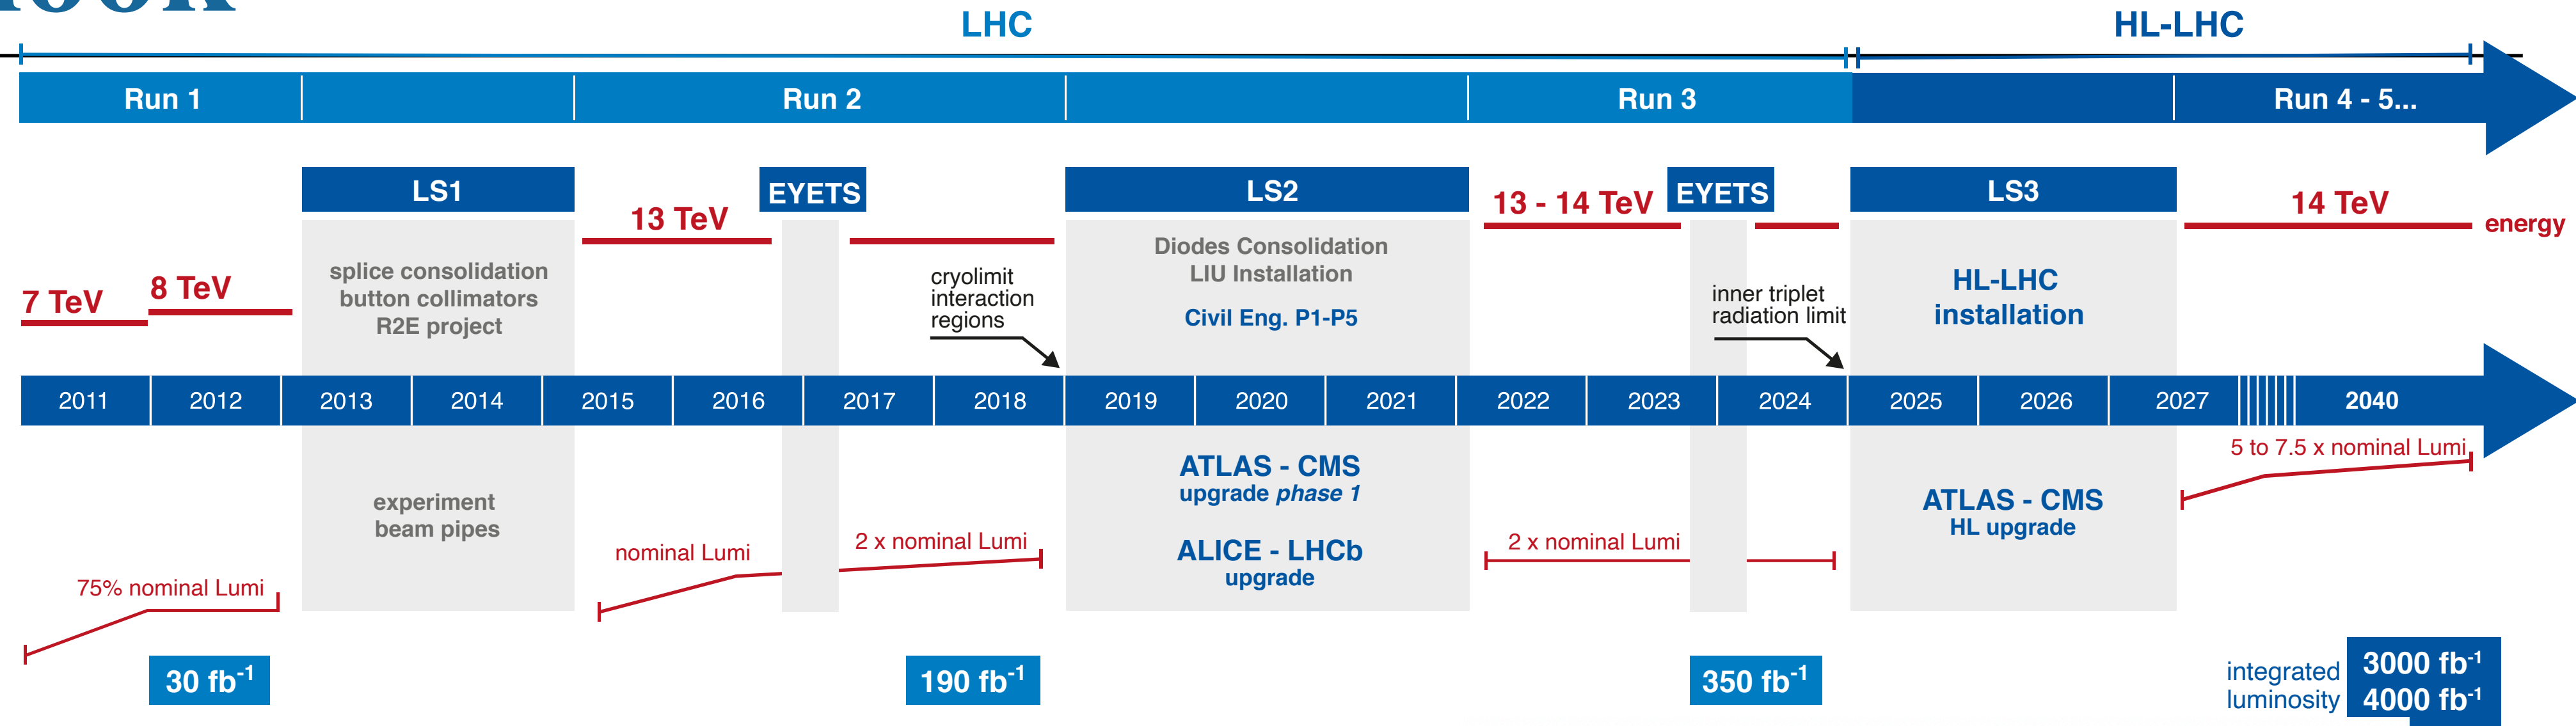 LHC
HL-LHC
Run 1
Run 2
Run 3
Run 4 - 5...
LS1
EYETS
LS2
EYETS
LS3
13 TeV
13 - 14 TeV
14 TeV
energy
7 TeV
8 TeV
splice consolidation
button collimators
R2E project
cryolimit
interaction
regions
Diodes Consolidation
LIU Installation
Civil Eng. P1-P5
inner triplet
radiation limit
HL-LHC
installation
2011 2012 2013 2014 2015 2016 2017 2018 2019 2020 2021 2022 2023 2024 2025 2026 2027 2040
5 to 7.5 x nominal Lumi
experiment
beam pipes
ATLAS - CMS
upgrade phase 1
ALICE - LHCb
upgrade
ATLAS - CMS
HL upgrade
75% nominal Lumi
nominal Lumi
2 x nominal Lumi
2 x nominal Lumi
30 fb⁻¹
190 fb⁻¹
350 fb⁻¹
integrated
luminosity
3000 fb⁻¹
4000 fb⁻¹